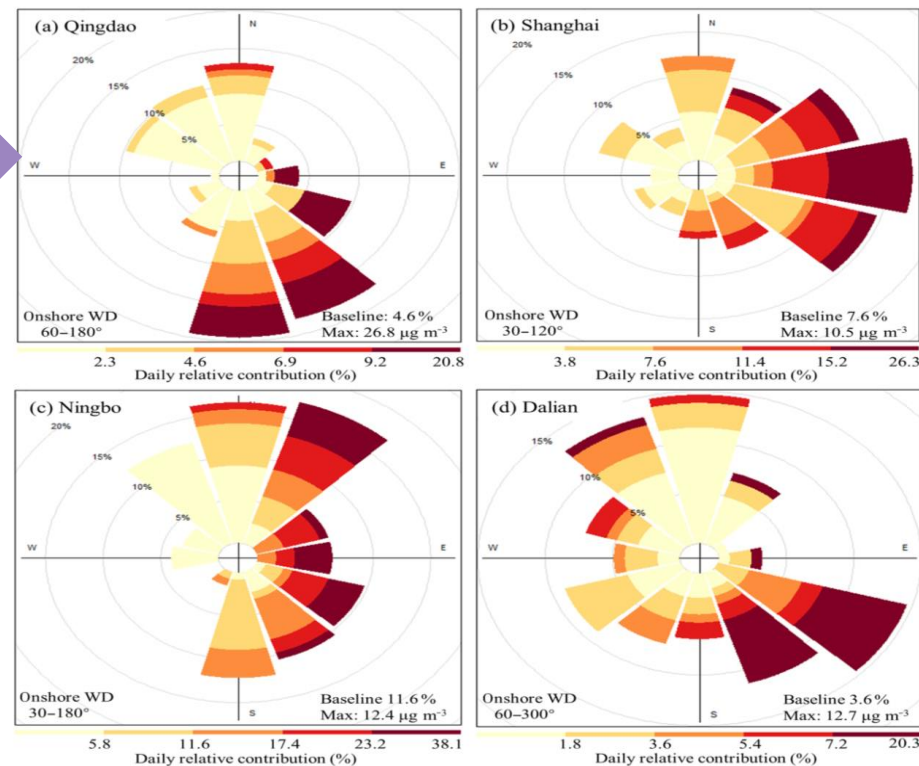 (a) Qingdao
N
20%
15%
10%
5%
W
E
Onshore WD
60–180°
Baseline: 4.6 %
Max: 26.8 µg m⁻³
2.3 4.6 6.9 9.2 20.8
Daily relative contribution (%)
(b) Shanghai
N
20%
15%
10%
5%
W
E
S
Onshore WD
30–120°
Baseline 7.6 %
Max: 10.5 µg m⁻³
3.8 7.6 11.4 15.2 26.3
Daily relative contribution (%)
(c) Ningbo
20%
15%
10%
5%
W
E
S
Onshore WD
30–180°
Baseline 11.6 %
Max: 12.4 µg m⁻³
5.8 11.6 17.4 23.2 38.1
Daily relative contribution (%)
(d) Dalian
15%
10%
5%
W
E
S
Onshore WD
60–300°
Baseline 3.6 %
Max: 12.7 µg m⁻³
1.8 3.6 5.4 7.2 20.3
Daily relative contribution (%)